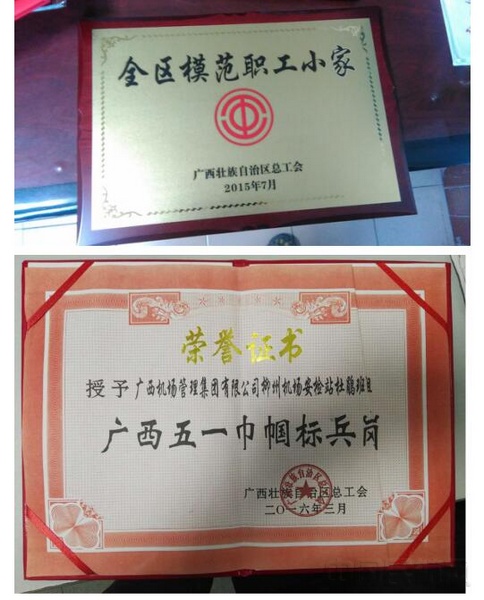 全区模范职工小家
广西壮族自治区总工会
2015年7月
荣誉证书
授予广西机场管理集团有限公司柳州机场安检站杜鹃班组
广西五一巾帼标兵岗
广西壮族自治区总工会
二〇一六年三月